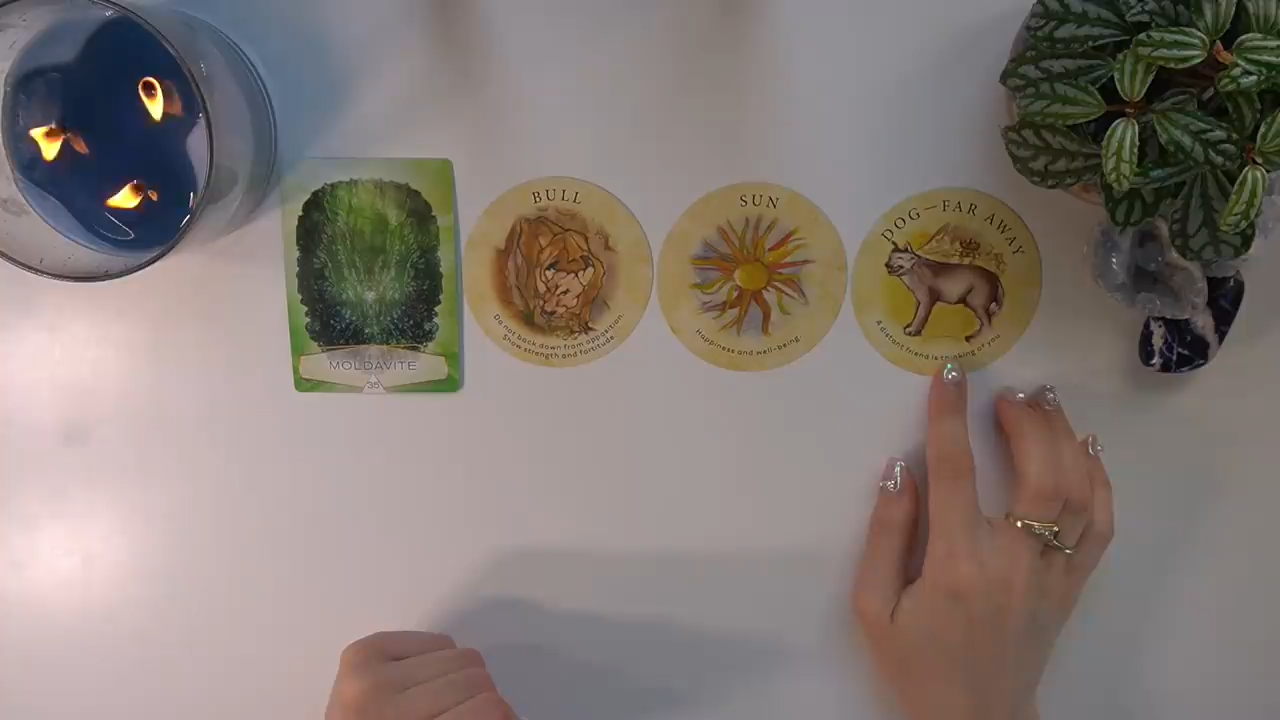 MOLDAVITE
35
BULL
Do not back down from opposition.
Show strength and fortitude.
SUN
Happiness and well-being.
DOG—FAR AWAY
A distant friend is thinking of you